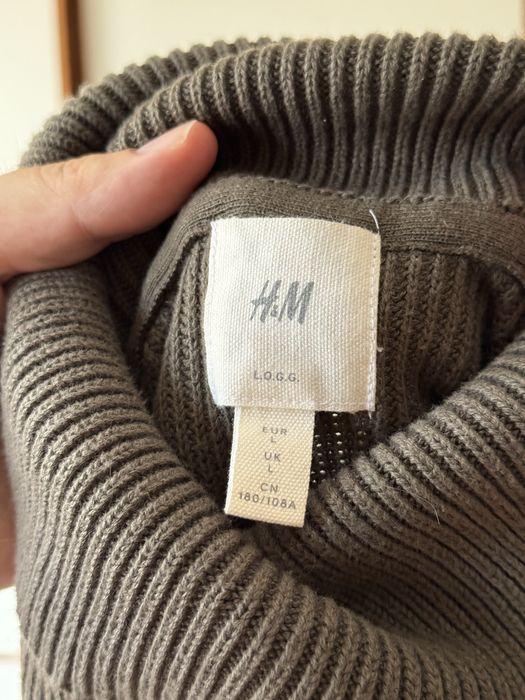 H&M
L.O.G.G.
EUR
L
UK
L
CN
180/108A